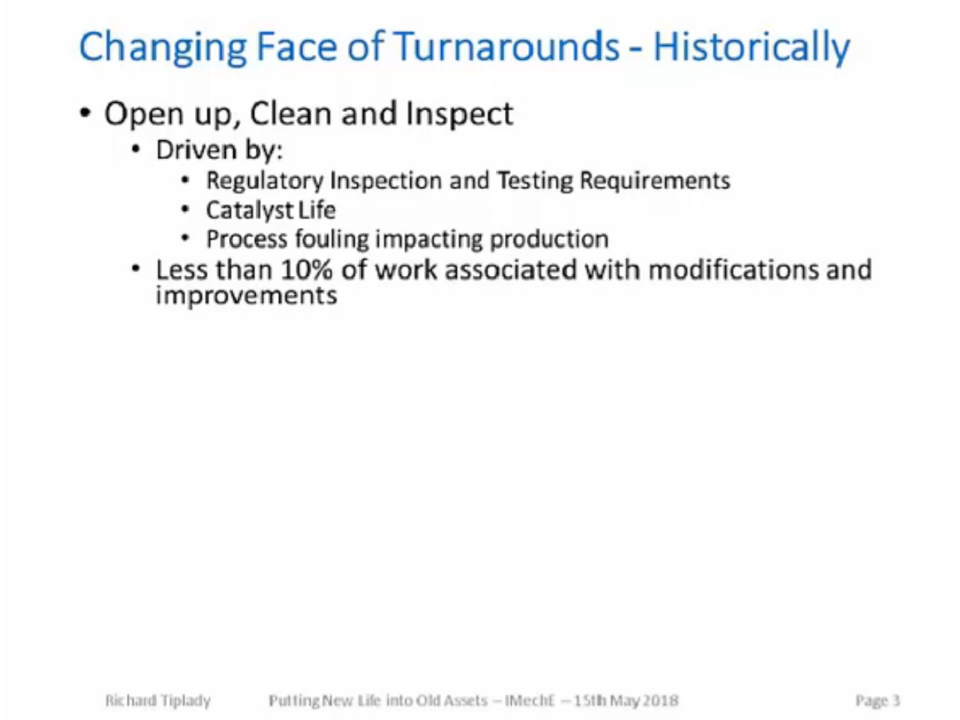 Changing Face of Turnarounds - Historically
• Open up, Clean and Inspect
• Driven by:
• Regulatory Inspection and Testing Requirements
• Catalyst Life
• Process fouling impacting production
• Less than 10% of work associated with modifications and
improvements
Richard Tiplady Putting New Life into Old Assets – IMechE – 15th May 2018 Page 3